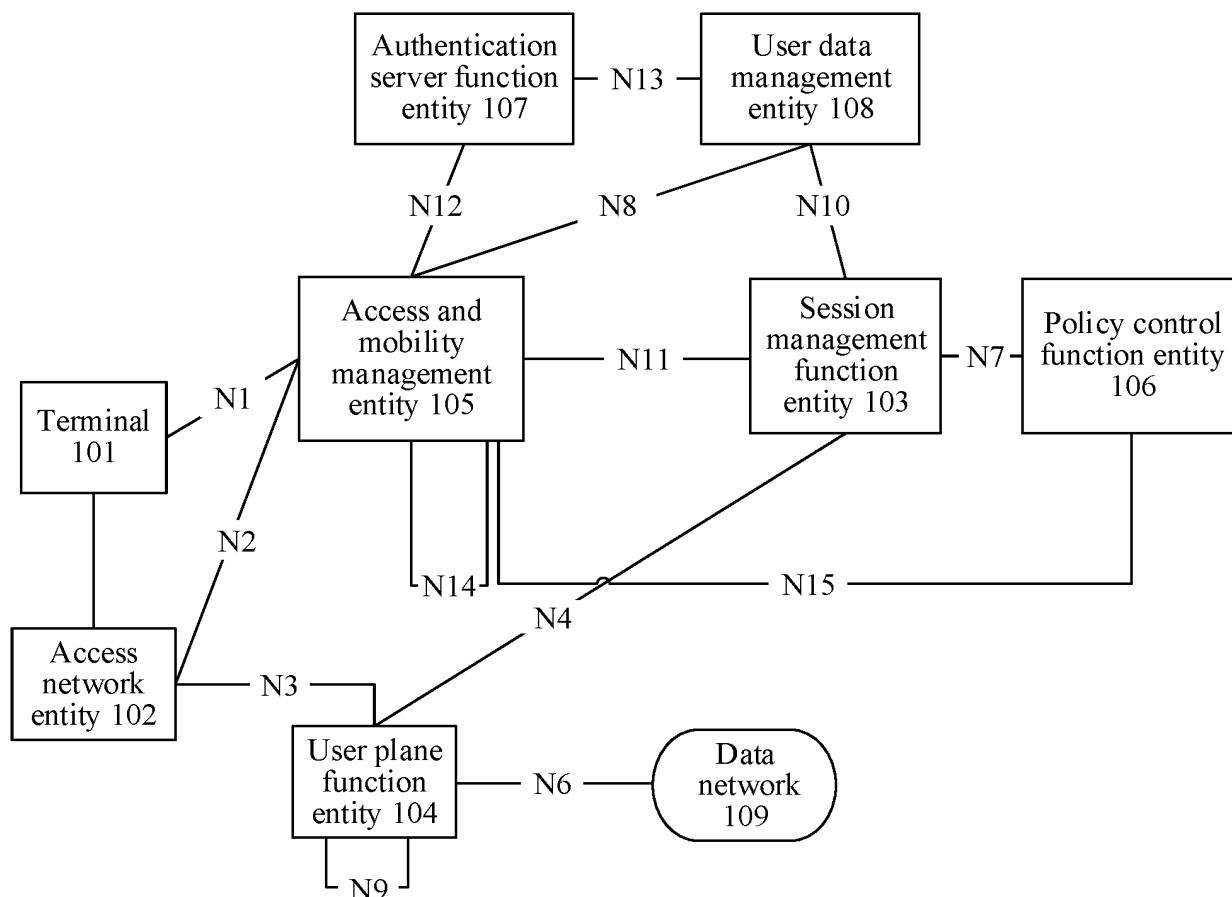 Authentication
server function
entity 107
N13
User data
management
entity 108
N12
N8
N10
Access and
mobility
management
entity 105
N11
Session
management
function
entity 103
N7
Policy control
function entity
106
Terminal
101
N1
N2
N14
N15
N4
Access
network
entity 102
N3
User plane
function
entity 104
N6
Data
network
109
N9